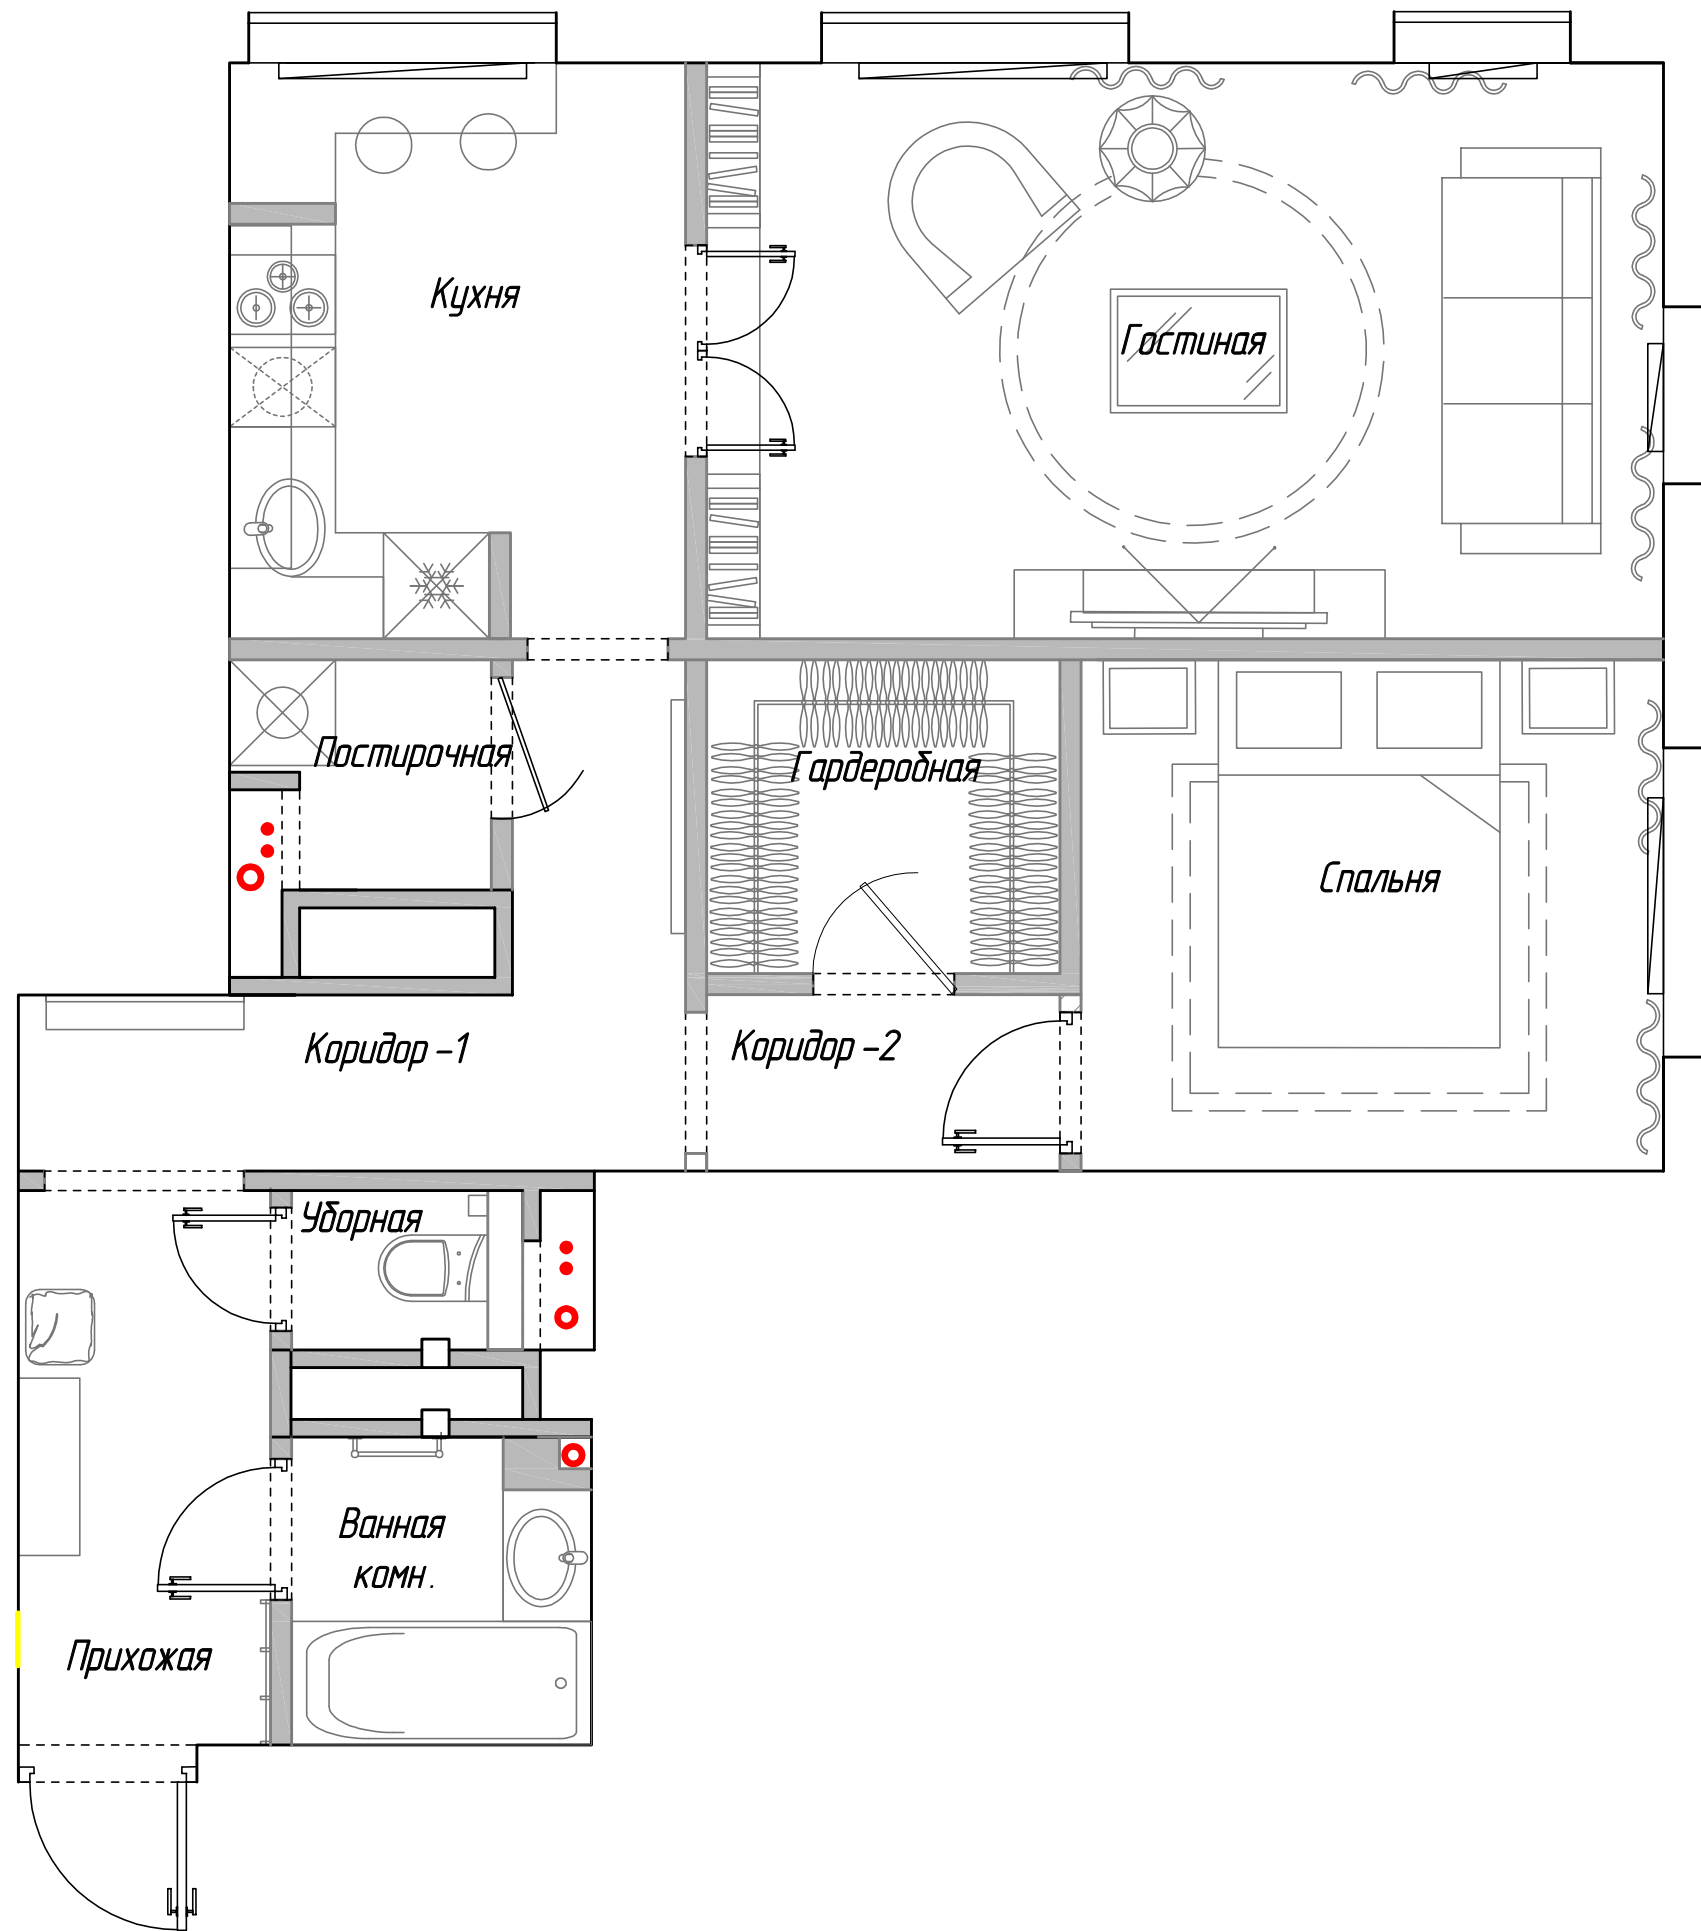 Кухня
Гостиная
Постирочная
Гардеробная
Спальня
Коридор -1
Коридор -2
Уборная
Ванная
комн.
Прихожая